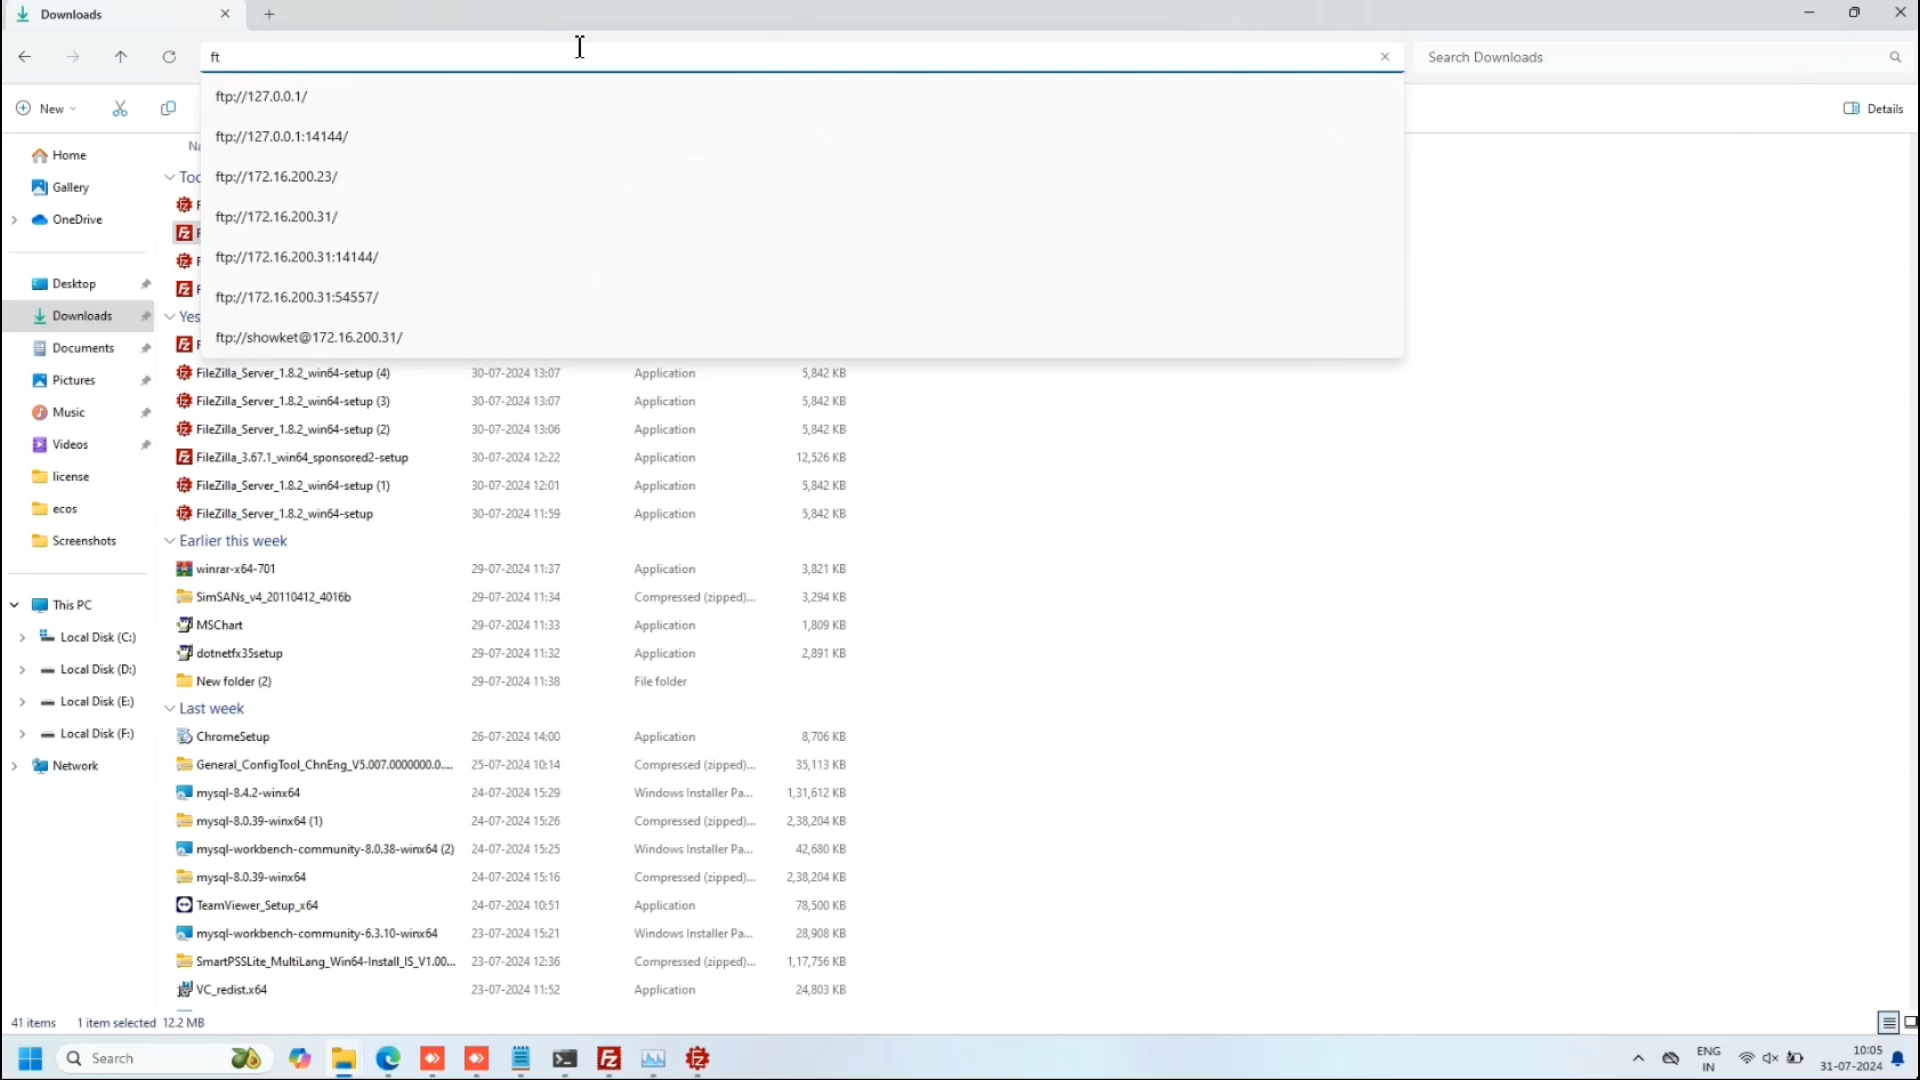 Downloads
ft
Search Downloads
ftp://127.0.0.1/
ftp://127.0.0.1:14144/
ftp://172.16.200.23/
ftp://172.16.200.31/
ftp://172.16.200.31:14144/
ftp://172.16.200.31:54557/
ftp://showket@172.16.200.31/
New
Details
Home
Gallery
OneDrive
Desktop
Downloads
Documents
Pictures
Music
Videos
license
ecos
Screenshots
This PC
Local Disk (C:)
Local Disk (D:)
Local Disk (E:)
Local Disk (F:)
Network
FileZilla_Server_1.8.2_win64-setup (4) 30-07-2024 13:07 Application 5,842 KB
FileZilla_Server_1.8.2_win64-setup (3) 30-07-2024 13:07 Application 5,842 KB
FileZilla_Server_1.8.2_win64-setup (2) 30-07-2024 13:06 Application 5,842 KB
FileZilla_3.67.1_win64_sponsored2-setup 30-07-2024 12:22 Application 12,526 KB
FileZilla_Server_1.8.2_win64-setup (1) 30-07-2024 12:01 Application 5,842 KB
FileZilla_Server_1.8.2_win64-setup 30-07-2024 11:59 Application 5,842 KB
Earlier this week
winrar-x64-701 29-07-2024 11:37 Application 3,821 KB
SimSANs_v4_20110412_4016b 29-07-2024 11:34 Compressed (zipped)... 3,294 KB
MSChart 29-07-2024 11:33 Application 1,809 KB
dotnetfx35setup 29-07-2024 11:32 Application 2,891 KB
New folder (2) 29-07-2024 11:38 File folder
Last week
ChromeSetup 26-07-2024 14:00 Application 8,706 KB
General_ConfigTool_ChnEng_V5.007.0000000.0.... 25-07-2024 10:14 Compressed (zipped)... 35,113 KB
mysql-8.4.2-winx64 24-07-2024 15:29 Windows Installer Pa... 1,31,612 KB
mysql-8.0.39-winx64 (1) 24-07-2024 15:26 Compressed (zipped)... 2,38,204 KB
mysql-workbench-community-8.0.38-winx64 (2) 24-07-2024 15:25 Windows Installer Pa... 42,680 KB
mysql-8.0.39-winx64 24-07-2024 15:16 Compressed (zipped)... 2,38,204 KB
TeamViewer_Setup_x64 24-07-2024 10:51 Application 78,500 KB
mysql-workbench-community-6.3.10-winx64 23-07-2024 15:21 Windows Installer Pa... 28,908 KB
SmartPSSLite_MultiLang_Win64-Install_IS_V1.00... 23-07-2024 12:36 Compressed (zipped)... 1,17,756 KB
VC_redist.x64 23-07-2024 11:52 Application 24,803 KB
41 items 1 item selected 12.2 MB
Search
ENG
IN
10:05
31-07-2024